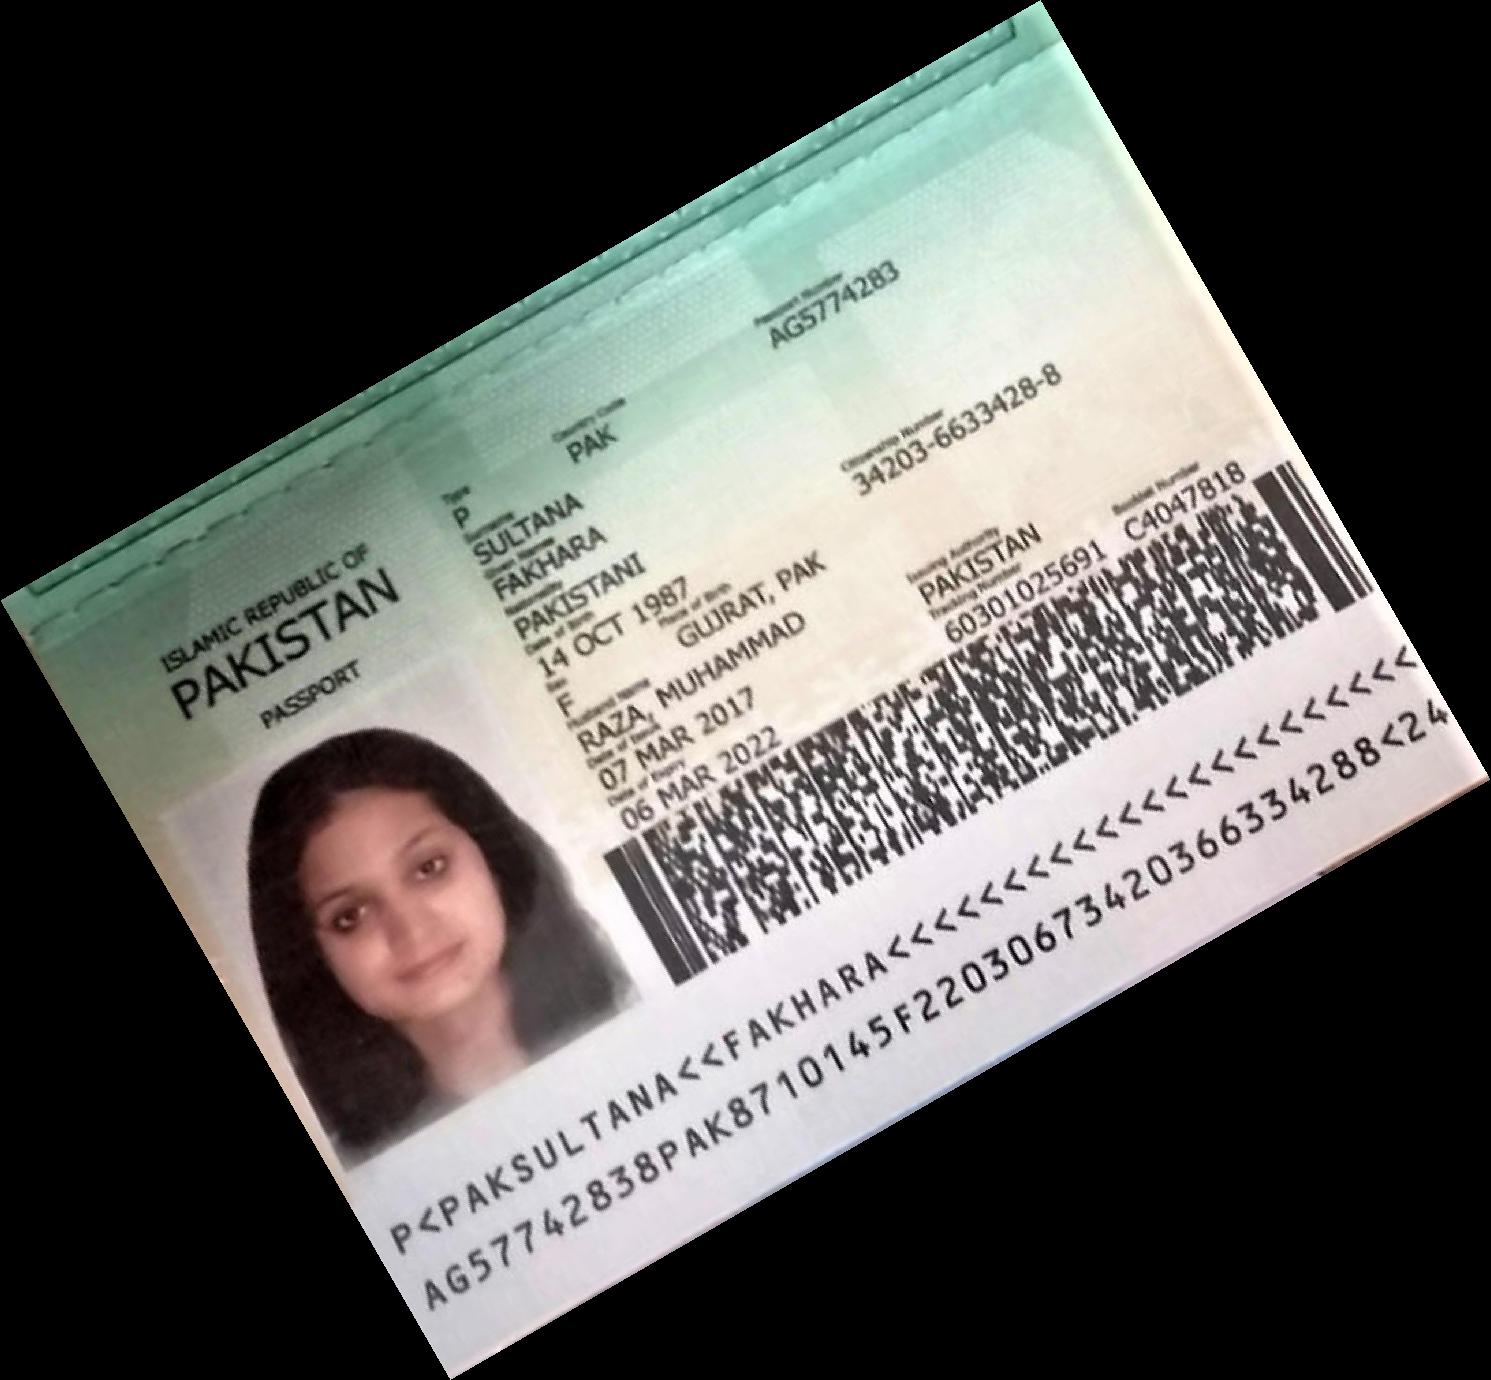 ISLAMIC REPUBLIC OF
PAKISTAN
PASSPORT
Type
P
Country Code
PAK
Passport Number
AG5774283
Surname
SULTANA
Given Name
FAKHARA
Nationality
PAKISTANI
Citizenship Number
34203-6633428-8
Date of Birth
14 OCT 1987
Sex
F
Place of Birth
GUJRAT, PAK
Husband Name
RAZA, MUHAMMAD
Date of Issue
07 MAR 2017
Issuing Authority
PAKISTAN
Date of Expiry
06 MAR 2022
Tracking Number
60301025691
Booklet Number
C4047818
P<PAKSULTANA<<FAKHARA<<<<<<<<<<<<<<<<<<<<<<<
AG57742838PAK8710145F22030673420366334288<24